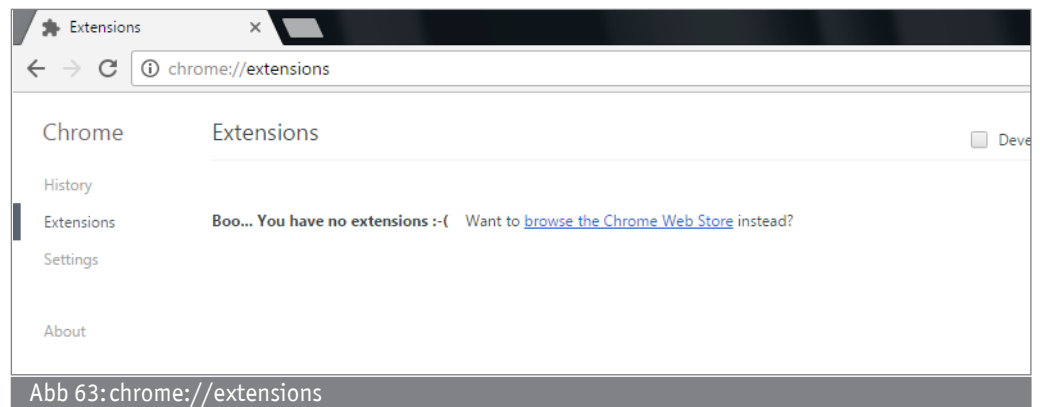 Extensions
chrome://extensions
Chrome
Extensions
Deve
History
Extensions
Boo... You have no extensions :-( Want to browse the Chrome Web Store instead?
Settings
About
Abb 63: chrome://extensions